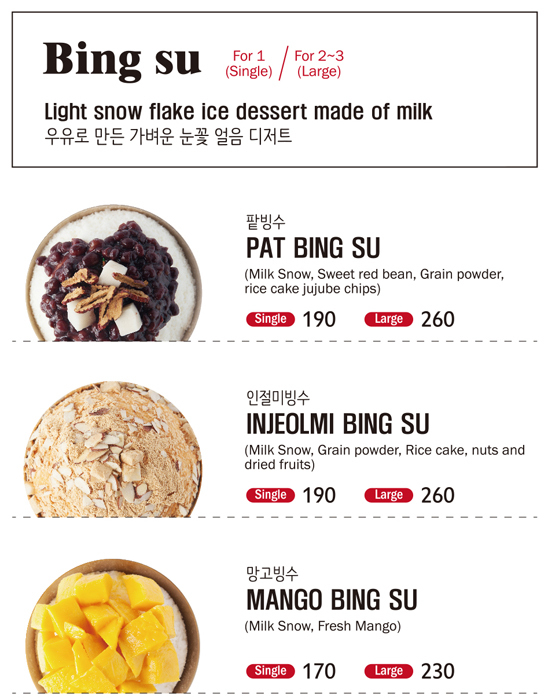 Bing su
For 1 / For 2~3
(Single) (Large)
Light snow flake ice dessert made of milk
우유로 만든 가벼운 눈꽃 얼음 디저트
팥빙수
PAT BING SU
(Milk Snow, Sweet red bean, Grain powder,
rice cake jujube chips)
Single 190 Large 260
인절미빙수
INJEOLMI BING SU
(Milk Snow, Grain powder, Rice cake, nuts and
dried fruits)
Single 190 Large 260
망고빙수
MANGO BING SU
(Milk Snow, Fresh Mango)
Single 170 Large 230